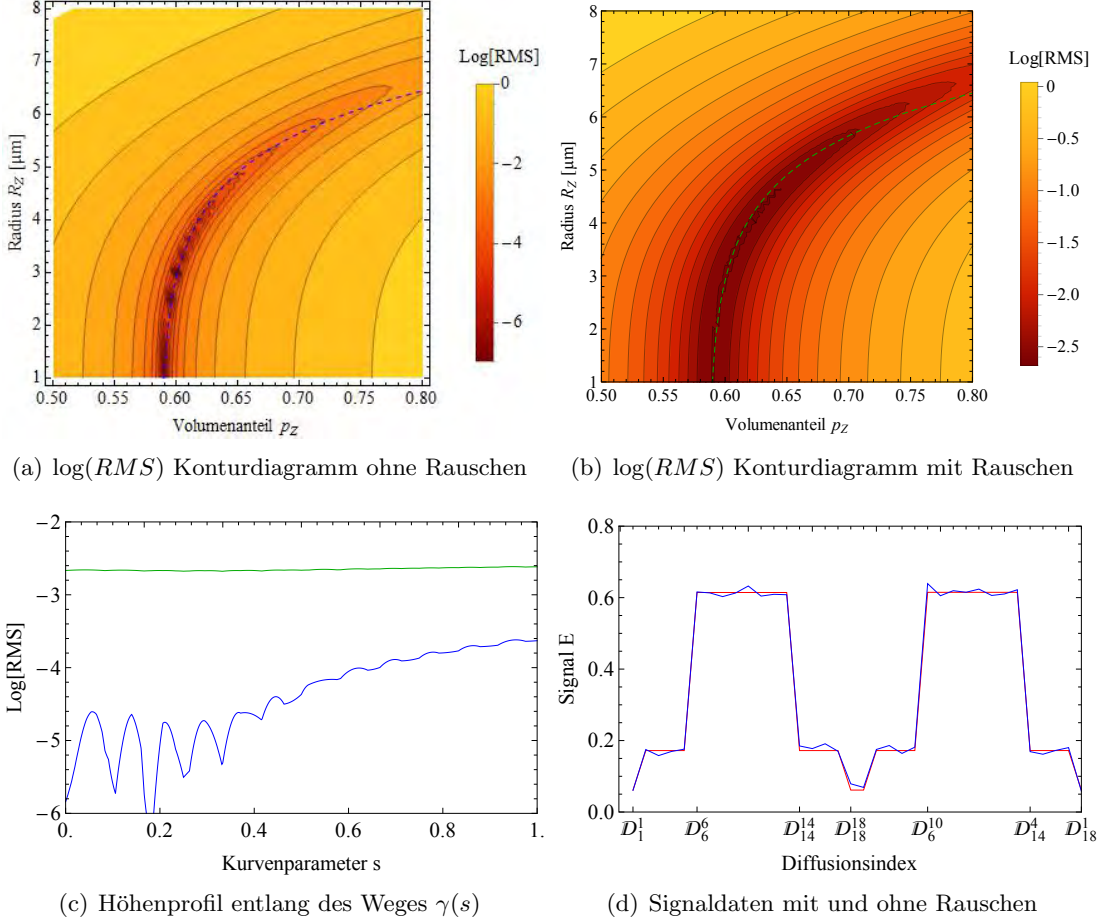 8
7
6
5
4
3
2
1
Radius R_Z [µm]
0.50 0.55 0.60 0.65 0.70 0.75 0.80
Volumenanteil p_Z
Log[RMS]
0
−2
−4
−6
(a) log(RMS) Konturdiagramm ohne Rauschen
8
7
6
5
4
3
2
1
Radius R_Z [µm]
0.50 0.55 0.60 0.65 0.70 0.75 0.80
Volumenanteil p_Z
Log[RMS]
0
−0.5
−1.0
−1.5
−2.0
−2.5
(b) log(RMS) Konturdiagramm mit Rauschen
−2
−3
−4
−5
−6
Log[RMS]
0. 0.2 0.4 0.6 0.8 1.
Kurvenparameter s
(c) Höhenprofil entlang des Weges γ(s)
0.8
0.6
0.4
0.2
0.0
Signal E
D_1^1 D_6^6 D_14^14 D_18^18 D_6^10 D_14^4 D_18^1
Diffusionsindex
(d) Signaldaten mit und ohne Rauschen